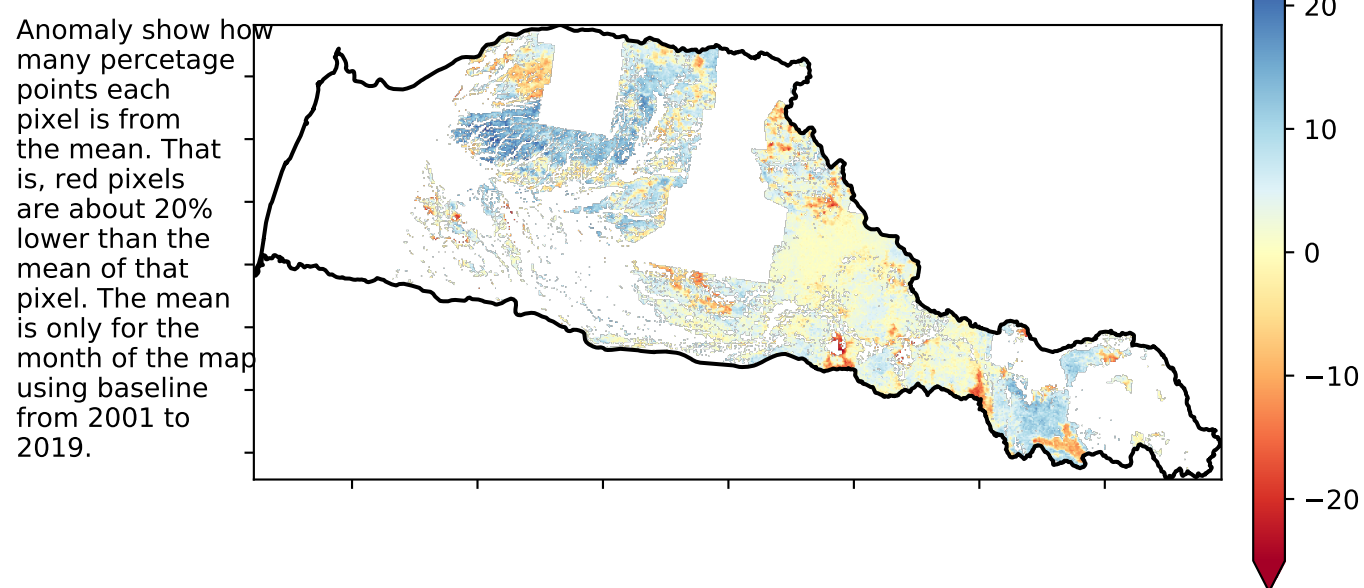 Anomaly show how
many percetage
points each
pixel is from
the mean. That
is, red pixels
are about 20%
lower than the
mean of that
pixel. The mean
is only for the
month of the map
using baseline
from 2001 to
2019.
20
10
0
−10
−20